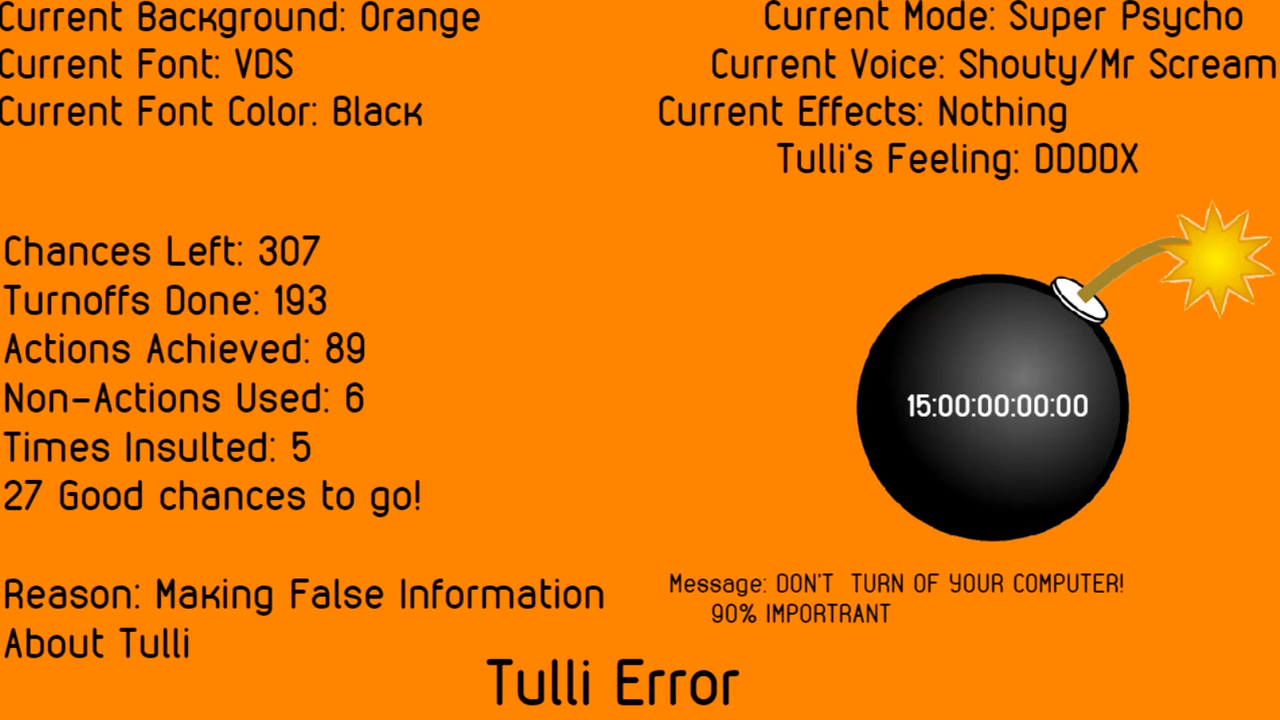 Current Background: Orange
Current Font: VDS
Current Font Color: Black
Current Mode: Super Psycho
Current Voice: Shouty/Mr Scream
Current Effects: Nothing
Tulli's Feeling: DDDDX
Chances Left: 307
Turnoffs Done: 193
Actions Achieved: 89
Non-Actions Used: 6
Times Insulted: 5
27 Good chances to go!
15:00:00:00:00
Reason: Making False Information
About Tulli
Message: DON'T TURN OF YOUR COMPUTER!
90% IMPORTRANT
Tulli Error